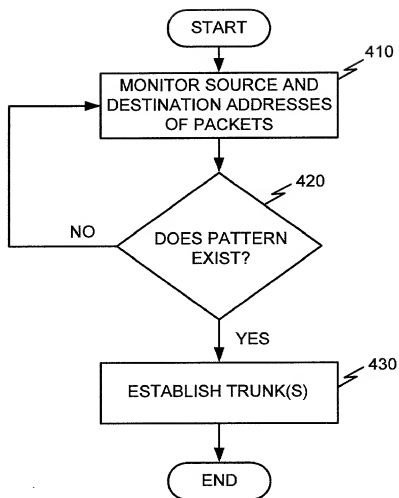 START
410
MONITOR SOURCE AND
DESTINATION ADDRESSES
OF PACKETS
420
DOES PATTERN
EXIST?
NO
YES
430
ESTABLISH TRUNK(S)
END